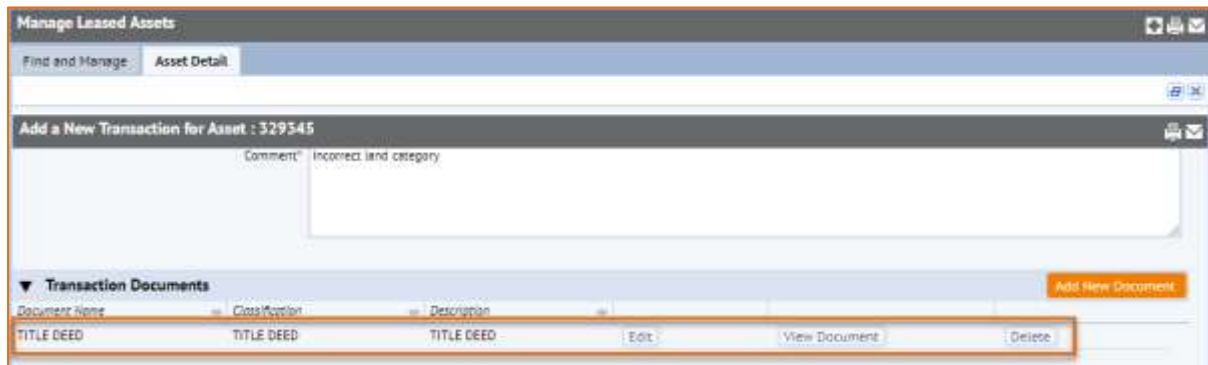 Manage Leased Assets
Find and Manage Asset Detail
Add a New Transaction for Asset : 329345
Comment* Incorrect land category
Transaction Documents Add New Document
Document Name Classification Description
TITLE DEED TITLE DEED TITLE DEED Edit View Document Delete